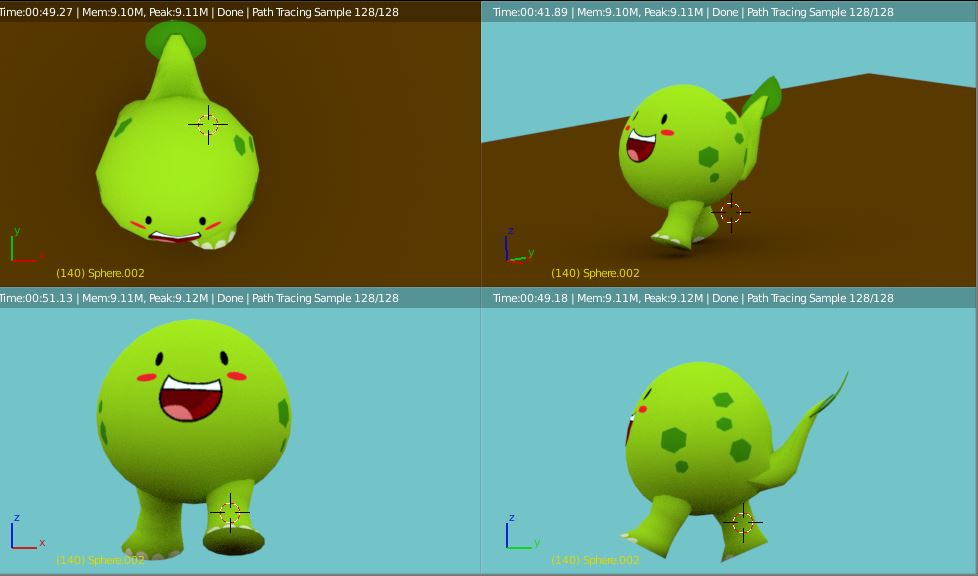 Time:00:49.27 | Mem:9.10M, Peak:9.11M | Done | Path Tracing Sample 128/128
Time:00:41.89 | Mem:9.10M, Peak:9.11M | Done | Path Tracing Sample 128/128
y
x
(140) Sphere.002
z
y
(140) Sphere.002
Time:00:51.13 | Mem:9.11M, Peak:9.12M | Done | Path Tracing Sample 128/128
Time:00:49.18 | Mem:9.11M, Peak:9.12M | Done | Path Tracing Sample 128/128
z
x
(140) Sphere.002
z
y
(140) Sphere.002